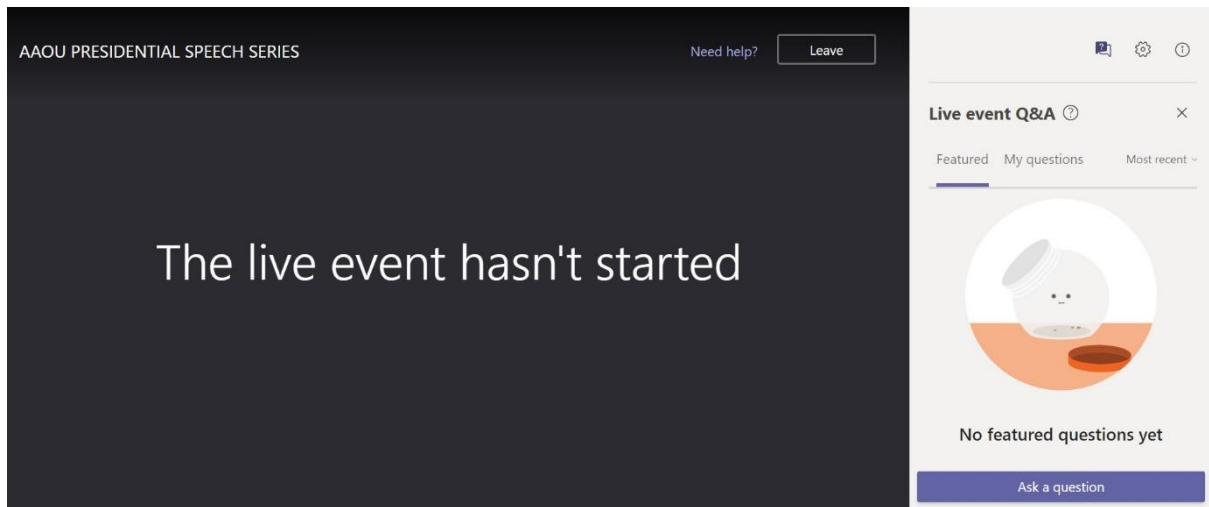 AAOU PRESIDENTIAL SPEECH SERIES
Need help?
Leave
The live event hasn't started
Live event Q&A
Featured
My questions
Most recent
No featured questions yet
Ask a question